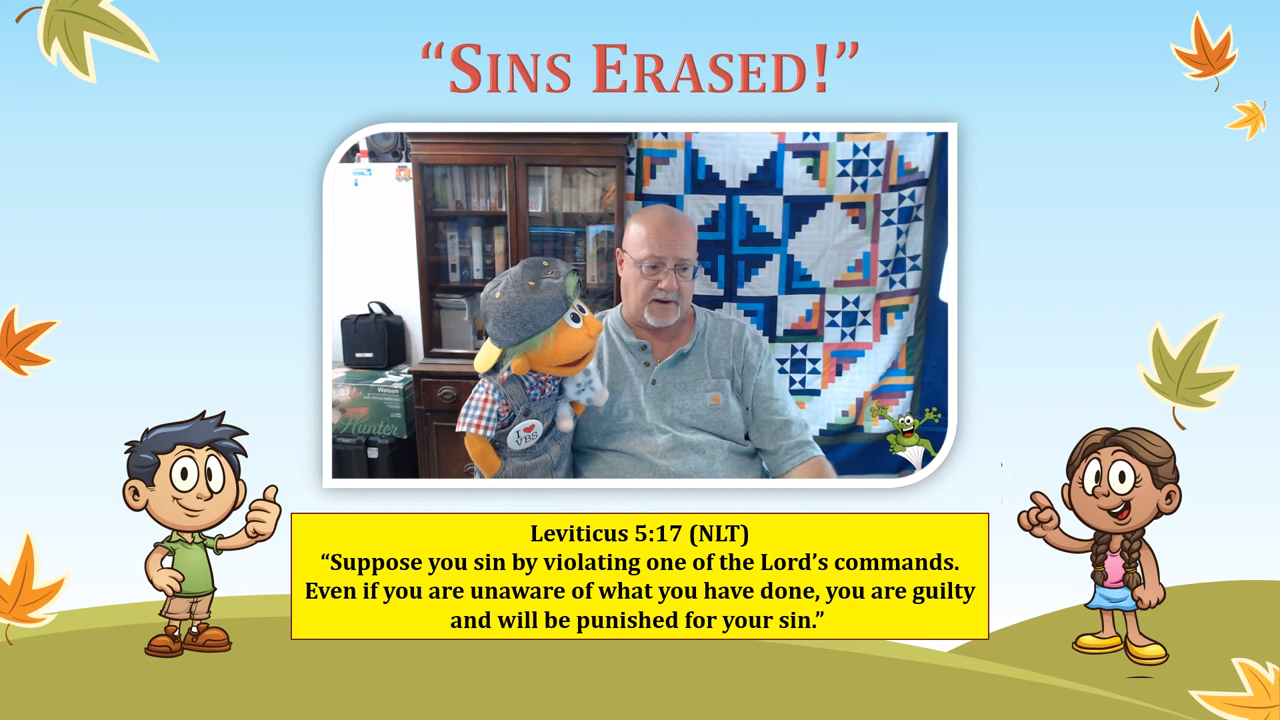 “Sins Erased!”
Wetson
Hunter
I ❤ VBS
Leviticus 5:17 (NLT)
“Suppose you sin by violating one of the Lord’s commands.
Even if you are unaware of what you have done, you are guilty
and will be punished for your sin.”